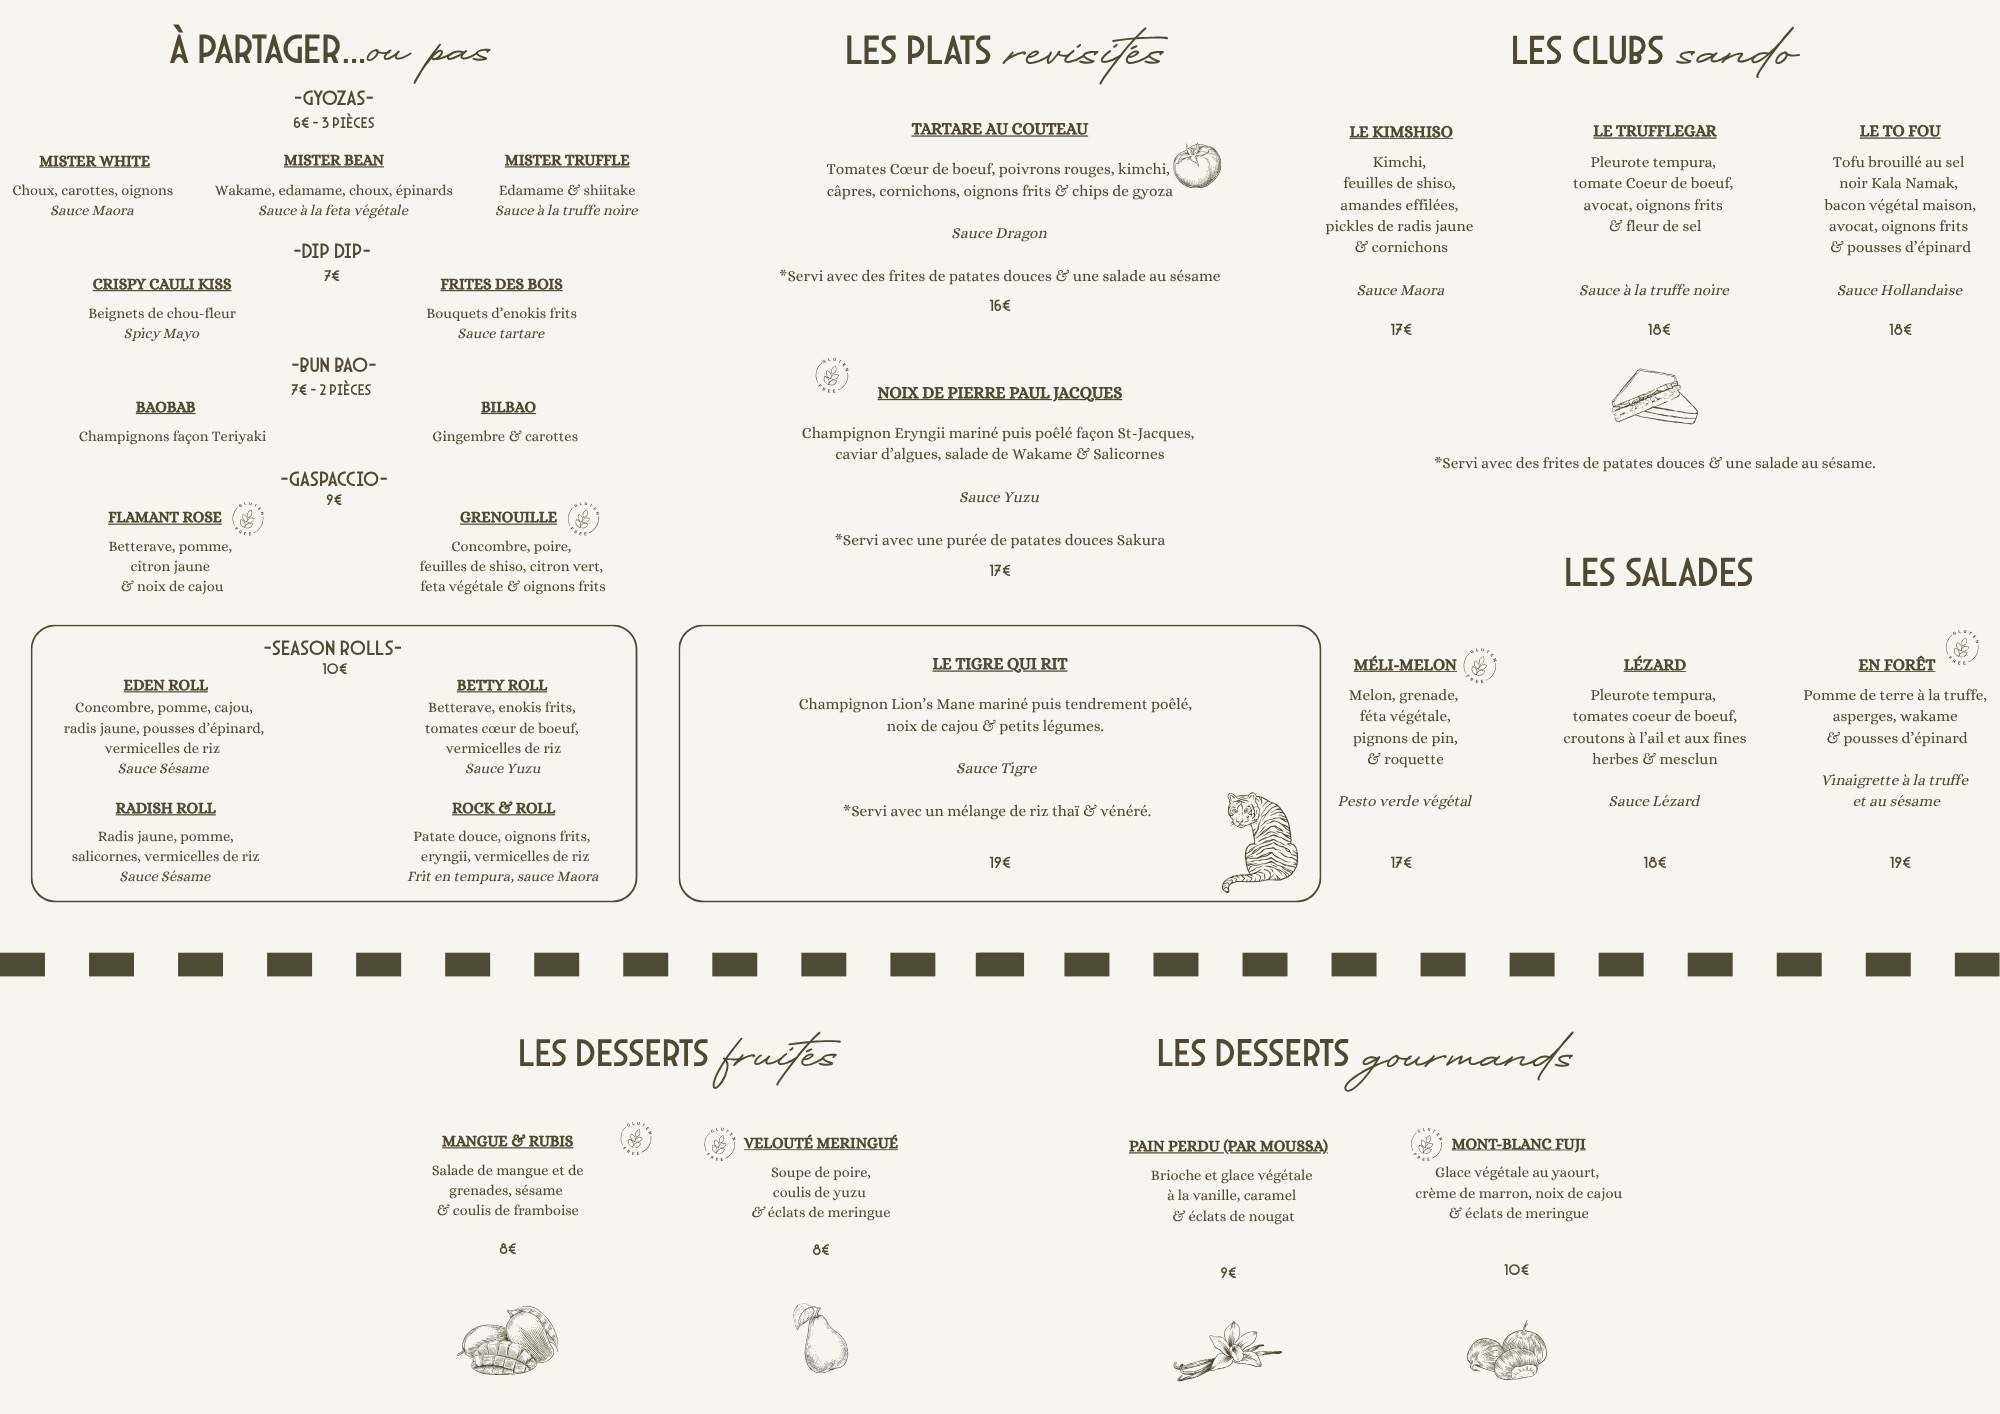 À PARTAGER...ou pas
-GYOZAS-
6€ - 3 PIÈCES
MISTER WHITE
Choux, carottes, oignons
Sauce Maora
MISTER BEAN
Wakame, edamame, choux, épinards
Sauce à la feta végétale
MISTER TRUFFLE
Edamame & shiitake
Sauce à la truffe noire
-DIP DIP-
7€
CRISPY CAULI KISS
Beignets de chou-fleur
Spicy Mayo
FRITES DES BOIS
Bouquets d'enokis frits
Sauce tartare
-BUN BAO-
7€ - 2 PIÈCES
BAOBAB
Champignons façon Teriyaki
BILBAO
Gingembre & carottes
-GASPACCIO-
9€
FLAMANT ROSE
GLUTEN FREE
Betterave, pomme,
citron jaune
& noix de cajou
GRENOUILLE
GLUTEN FREE
Concombre, poire,
feuilles de shiso, citron vert,
feta végétale & oignons frits
-SEASON ROLLS-
10€
EDEN ROLL
Concombre, pomme, cajou,
radis jaune, pousses d'épinard,
vermicelles de riz
Sauce Sésame
BETTY ROLL
Betterave, enokis frits,
tomates cœur de boeuf,
vermicelles de riz
Sauce Yuzu
RADISH ROLL
Radis jaune, pomme,
salicornes, vermicelles de riz
Sauce Sésame
ROCK & ROLL
Patate douce, oignons frits,
eryngii, vermicelles de riz
Frit en tempura, sauce Maora
LES PLATS revisités
TARTARE AU COUTEAU
Tomates Cœur de boeuf, poivrons rouges, kimchi,
câpres, cornichons, oignons frits & chips de gyoza
Sauce Dragon
*Servi avec des frites de patates douces & une salade au sésame
16€
GLUTEN FREE
NOIX DE PIERRE PAUL JACQUES
Champignon Eryngii mariné puis poêlé façon St-Jacques,
caviar d'algues, salade de Wakame & Salicornes
Sauce Yuzu
*Servi avec une purée de patates douces Sakura
17€
LE TIGRE QUI RIT
Champignon Lion's Mane mariné puis tendrement poêlé,
noix de cajou & petits légumes.
Sauce Tigre
*Servi avec un mélange de riz thaï & vénéré.
19€
LES CLUBS sando
LE KIMSHISO
Kimchi,
feuilles de shiso,
amandes effilées,
pickles de radis jaune
& cornichons
Sauce Maora
17€
LE TRUFFLEGAR
Pleurote tempura,
tomate Coeur de boeuf,
avocat, oignons frits
& fleur de sel
Sauce à la truffe noire
18€
LE TO FOU
Tofu brouillé au sel
noir Kala Namak,
bacon végétal maison,
avocat, oignons frits
& pousses d'épinard
Sauce Hollandaise
18€
*Servi avec des frites de patates douces & une salade au sésame.
LES SALADES
MÉLI-MELON
GLUTEN FREE
Melon, grenade,
féta végétale,
pignons de pin,
& roquette
Pesto verde végétal
17€
LÉZARD
Pleurote tempura,
tomates coeur de boeuf,
croutons à l'ail et aux fines
herbes & mesclun
Sauce Lézard
18€
EN FORÊT
GLUTEN FREE
Pomme de terre à la truffe,
asperges, wakame
& pousses d'épinard
Vinaigrette à la truffe
et au sésame
19€
LES DESSERTS fruités
MANGUE & RUBIS
GLUTEN FREE
Salade de mangue et de
grenades, sésame
& coulis de framboise
8€
GLUTEN FREE
VELOUTÉ MERINGUÉ
Soupe de poire,
coulis de yuzu
& éclats de meringue
8€
LES DESSERTS gourmands
PAIN PERDU (PAR MOUSSA)
Brioche et glace végétale
à la vanille, caramel
& éclats de nougat
9€
GLUTEN FREE
MONT-BLANC FUJI
Glace végétale au yaourt,
crème de marron, noix de cajou
& éclats de meringue
10€